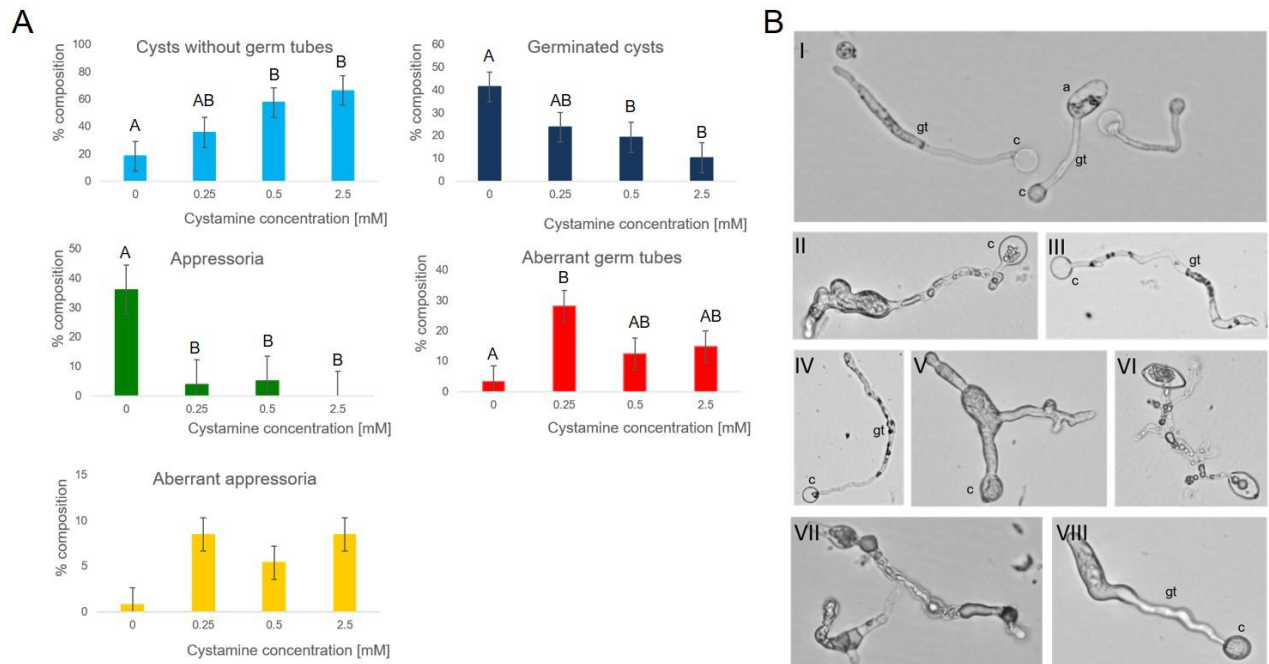 A
Cysts without germ tubes
% composition
100
80
60
40
20
0
A
AB
B
B
0
0.25
0.5
2.5
Cystamine concentration [mM]
Germinated cysts
% composition
60
50
40
30
20
10
0
A
AB
B
B
0
0.25
0.5
2.5
Cystamine concentration [mM]
Appressoria
% composition
50
40
30
20
10
0
A
B
B
B
0
0.25
0.5
2.5
Cystamine concentration [mM]
Aberrant germ tubes
% composition
40
30
20
10
0
A
B
AB
AB
0
0.25
0.5
2.5
Cystamine concentration [mM]
Aberrant appressoria
% composition
15
10
5
0
0
0.25
0.5
2.5
Cystamine concentration [mM]
B
I
gt
c
a
gt
c
II
c
III
c
gt
IV
gt
c
V
c
VI
VII
VIII
gt
c